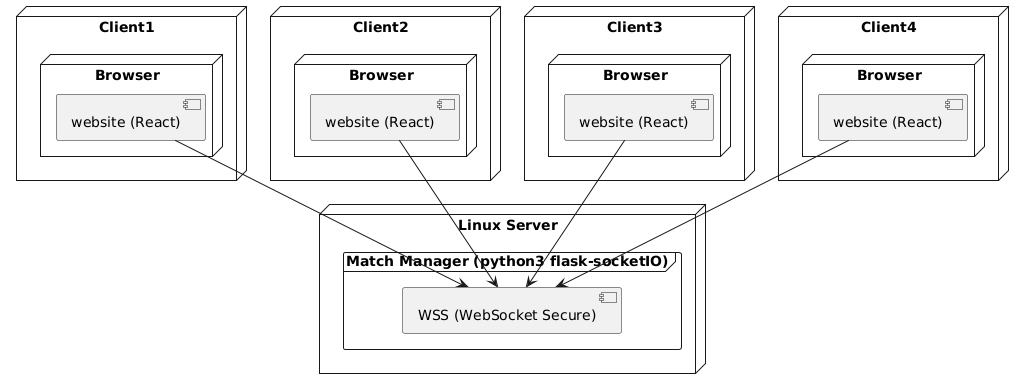 Client1
Client2
Client3
Client4
Browser
Browser
Browser
Browser
website (React)
website (React)
website (React)
website (React)
Linux Server
Match Manager (python3 flask-socketIO)
WSS (WebSocket Secure)